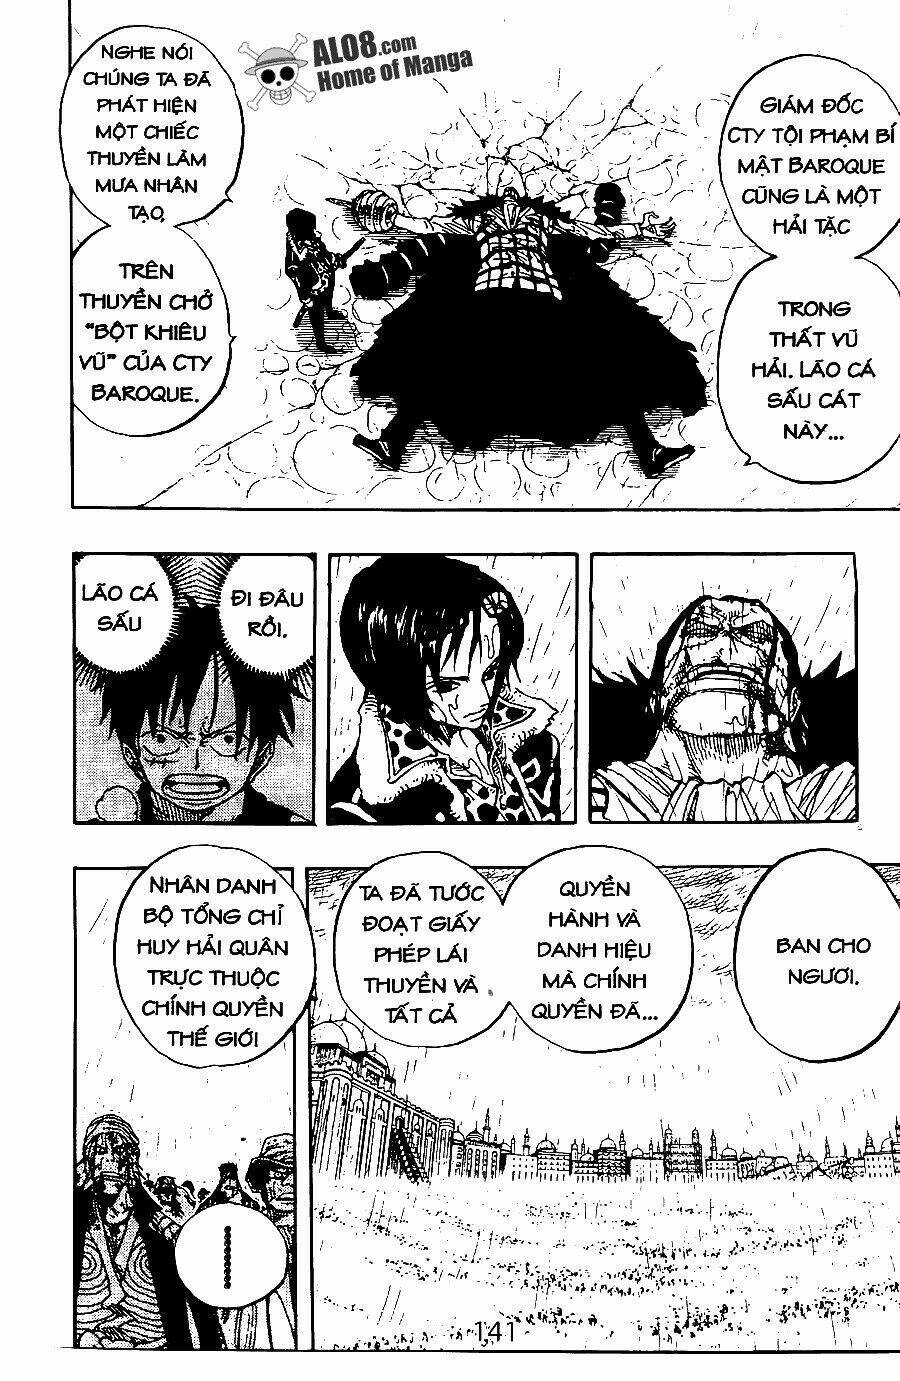 AL08.com
Home of Manga
GIÁM ĐỐC
CTY TỘI PHẠM BÍ
MẬT BAROQUE
CŨNG LÀ MỘT
HẢI TẶC
TRONG
THẤT VŨ
HẢI. LÃO CÁ
SẤU CÁT
NÀY...
NGHE NÓI
CHÚNG TA ĐÃ
PHÁT HIỆN
MỘT CHIẾC
THUYỀN LÀM
MƯA NHÂN
TẠO,
TRÊN
THUYỀN CHỞ
"BỘT KHIÊU
VŨ" CỦA CTY
BAROQUE.
ĐI ĐÂU
RỒI.
LÃO CÁ
SẤU
BAN CHO
NGƯƠI.
QUYỀN
HÀNH VÀ
DANH HIỆU
MÀ CHÍNH
QUYỀN ĐÃ...
TA ĐÃ TƯỚC
ĐOẠT GIẤY
PHÉP LÁI
THUYỀN VÀ
TẤT CẢ
NHÂN DANH
BỘ TỔNG CHỈ
HUY HẢI QUÂN
TRỰC THUỘC
CHÍNH QUYỀN
THẾ GIỚI
141